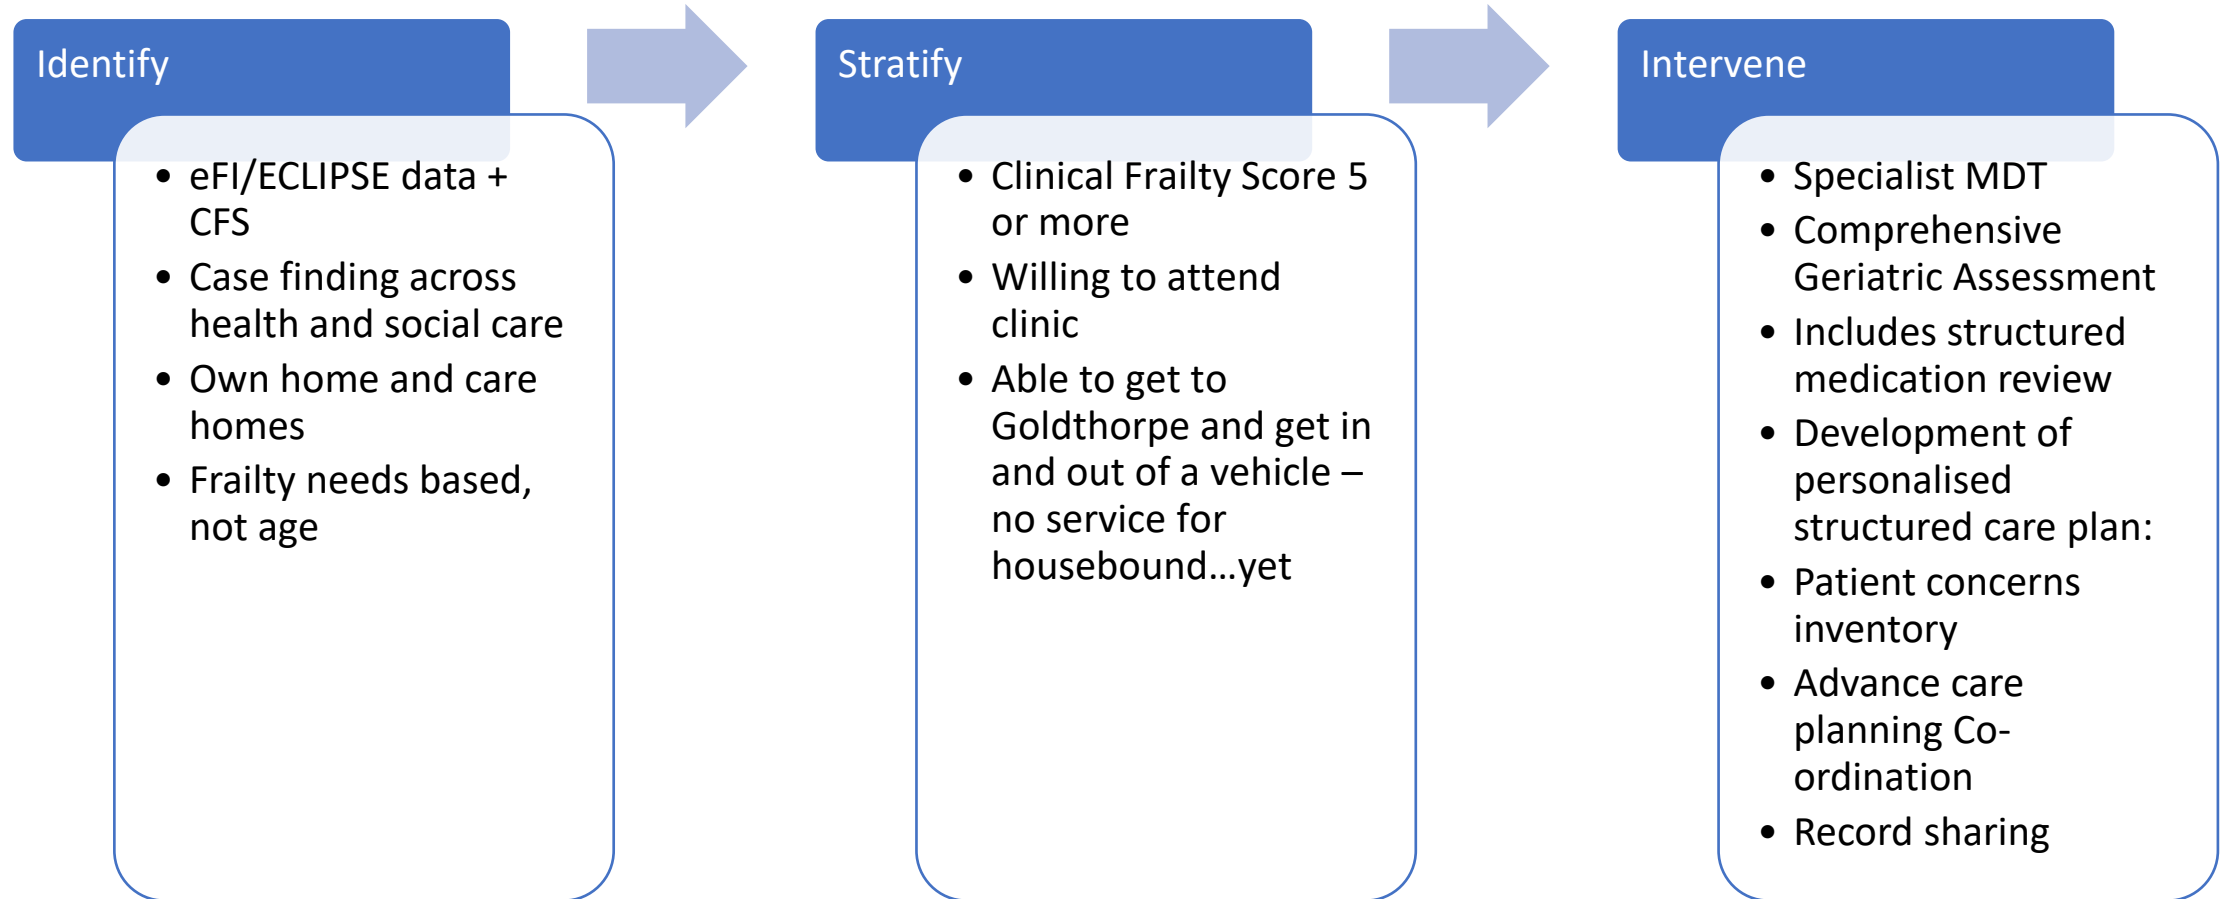 Identify
• eFI/ECLIPSE data +
CFS
• Case finding across
health and social care
• Own home and care
homes
• Frailty needs based,
not age
Stratify
• Clinical Frailty Score 5
or more
• Willing to attend
clinic
• Able to get to
Goldthorpe and get in
and out of a vehicle –
no service for
housebound...yet
Intervene
• Specialist MDT
• Comprehensive
Geriatric Assessment
• Includes structured
medication review
• Development of
personalised
structured care plan:
• Patient concerns
inventory
• Advance care
planning Co-
ordination
• Record sharing